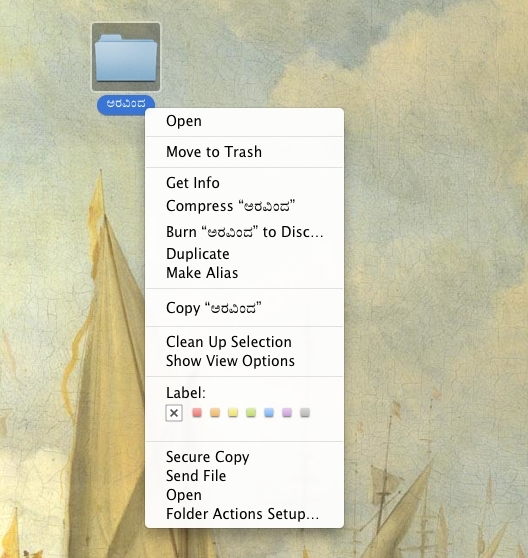 ಅರವಿಂದ
Open
Move to Trash
Get Info
Compress “ಅರವಿಂದ”
Burn “ಅರವಿಂದ” to Disc…
Duplicate
Make Alias
Copy “ಅರವಿಂದ”
Clean Up Selection
Show View Options
Label:
Secure Copy
Send File
Open
Folder Actions Setup…